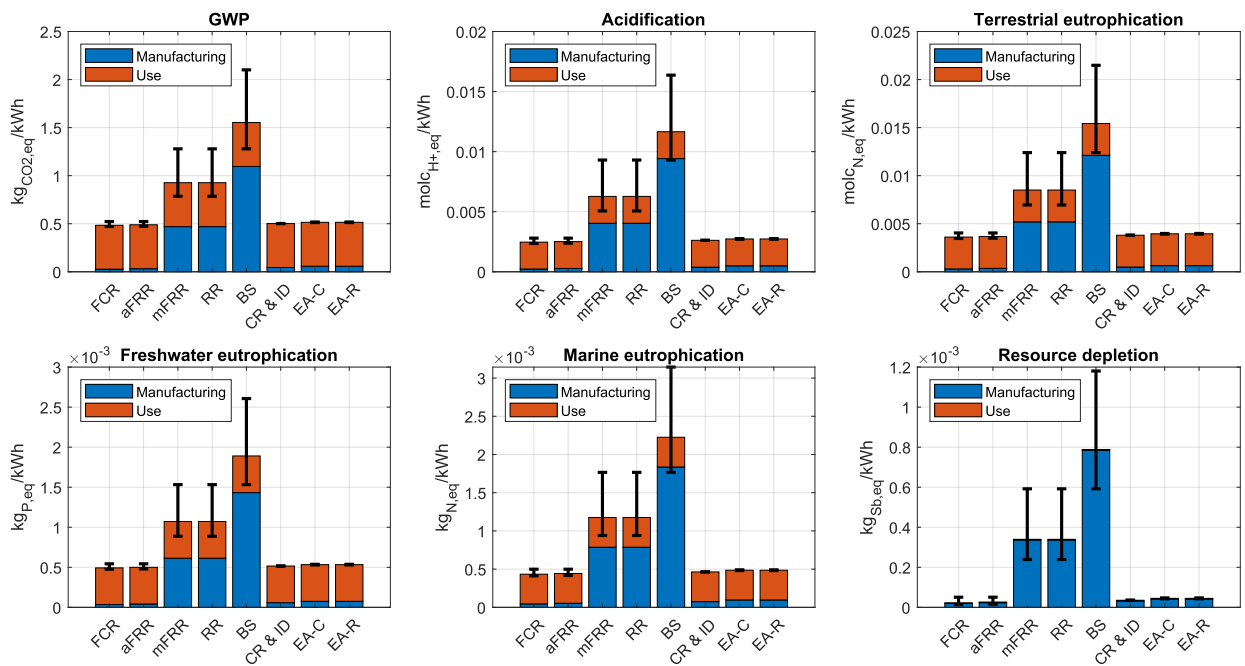 GWP
2.5
2
1.5
1
0.5
0
kgCO2,eq/kWh
Manufacturing
Use
FCR
aFRR
mFRR
RR
BS
CR & ID
EA-C
EA-R
Acidification
0.02
0.015
0.01
0.005
0
molcH+,eq/kWh
Manufacturing
Use
FCR
aFRR
mFRR
RR
BS
CR & ID
EA-C
EA-R
Terrestrial eutrophication
0.025
0.02
0.015
0.01
0.005
0
molcN,eq/kWh
Manufacturing
Use
FCR
aFRR
mFRR
RR
BS
CR & ID
EA-C
EA-R
×10-3
Freshwater eutrophication
3
2.5
2
1.5
1
0.5
0
kgP,eq/kWh
Manufacturing
Use
FCR
aFRR
mFRR
RR
BS
CR & ID
EA-C
EA-R
×10-3
Marine eutrophication
3
2.5
2
1.5
1
0.5
0
kgN,eq/kWh
Manufacturing
Use
FCR
aFRR
mFRR
RR
BS
CR & ID
EA-C
EA-R
×10-3
Resource depletion
1.2
1
0.8
0.6
0.4
0.2
0
kgSb,eq/kWh
Manufacturing
Use
FCR
aFRR
mFRR
RR
BS
CR & ID
EA-C
EA-R